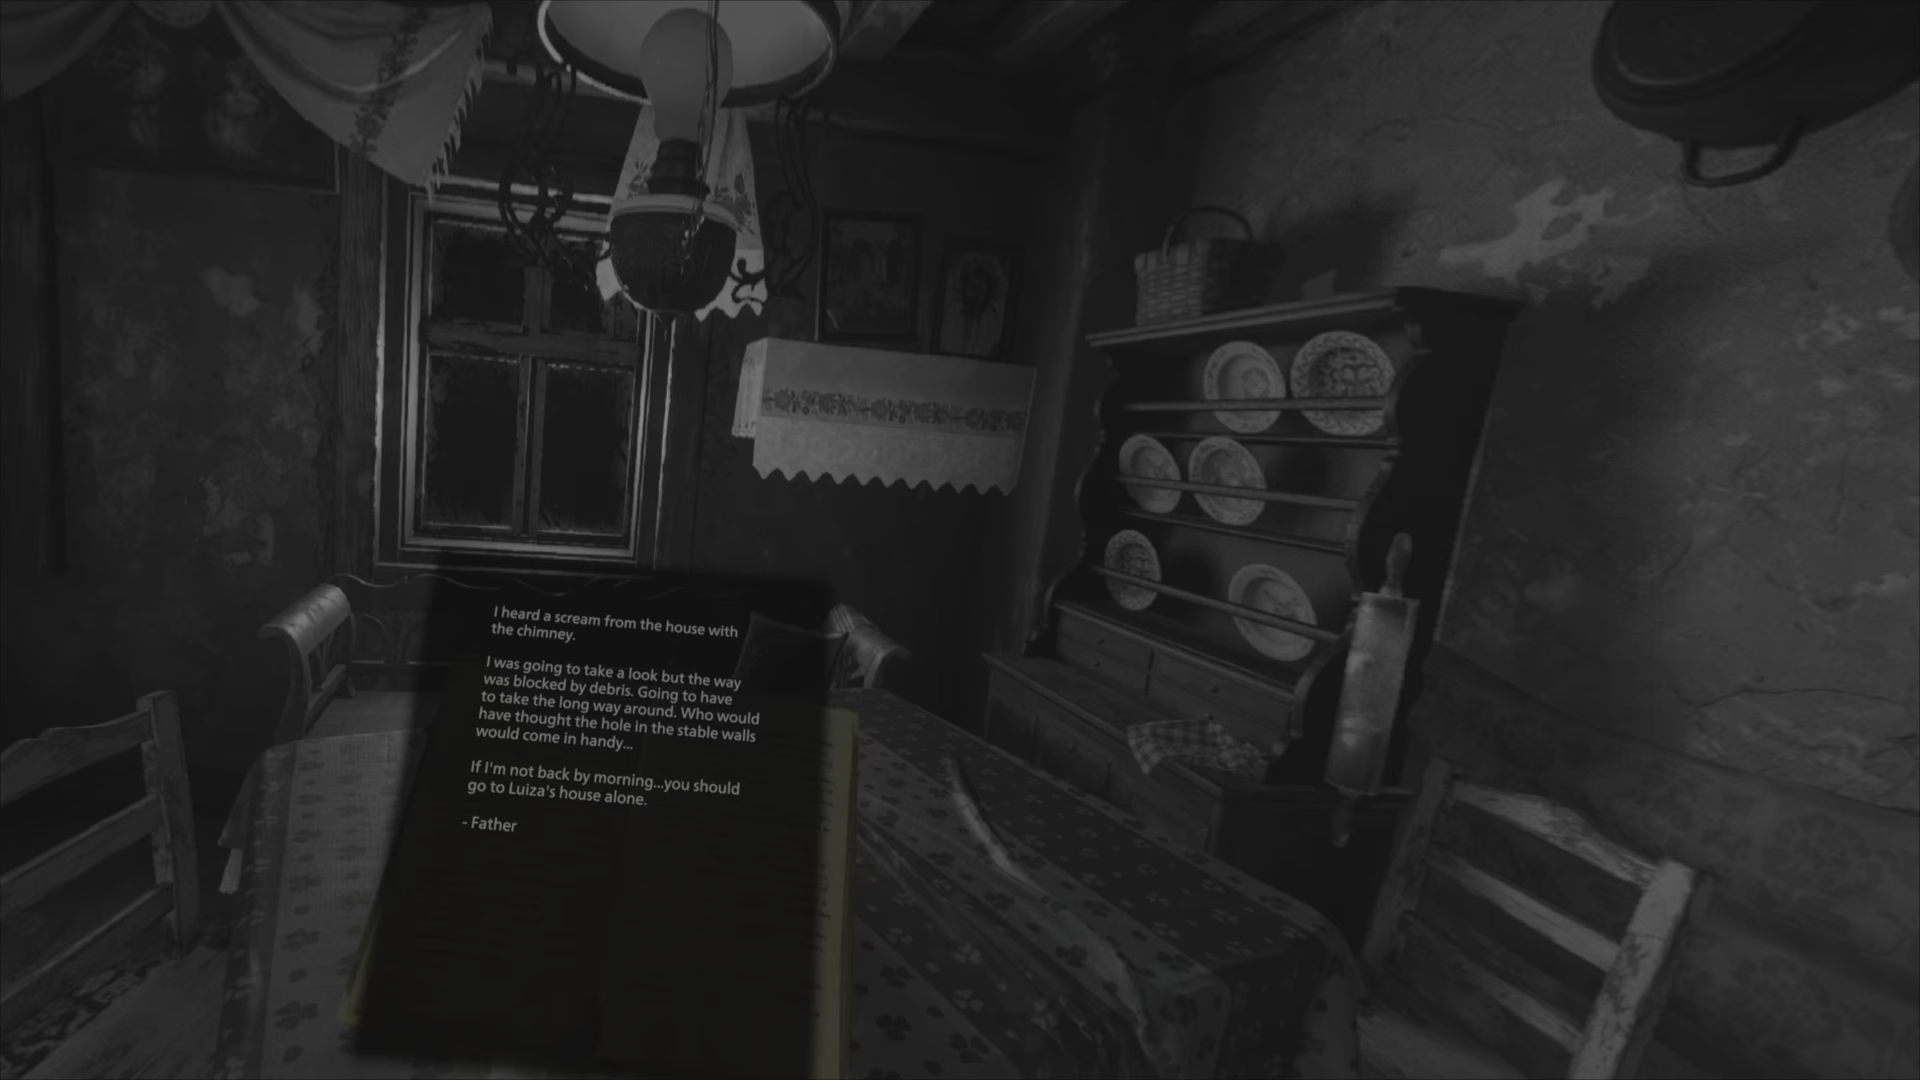 I heard a scream from the house with
the chimney.
I was going to take a look but the way
was blocked by debris. Going to have
to take the long way around. Who would
have thought the hole in the stable walls
would come in handy...
If I'm not back by morning...you should
go to Luiza's house alone.
- Father